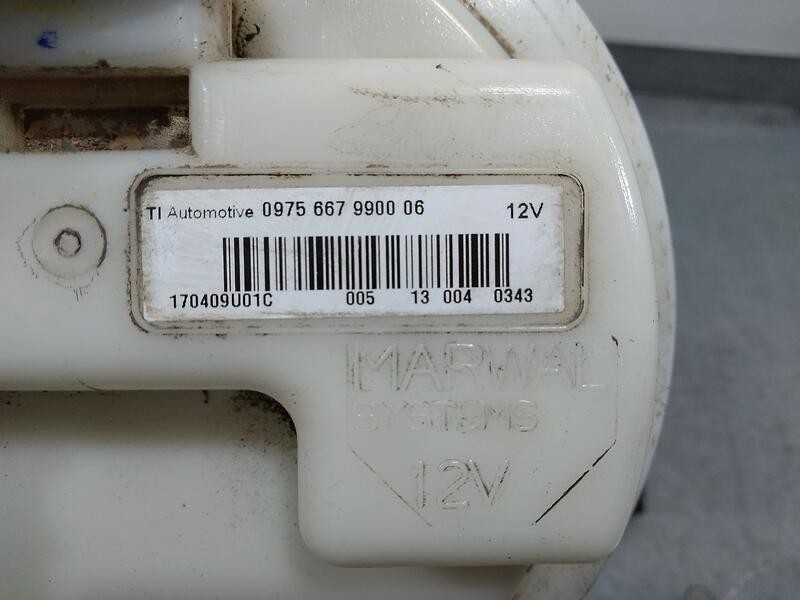 TI Automotive 0975 667 9900 06 12V
170409U01C 005 13 004 0343
MARWAL
SYSTEMS
12V